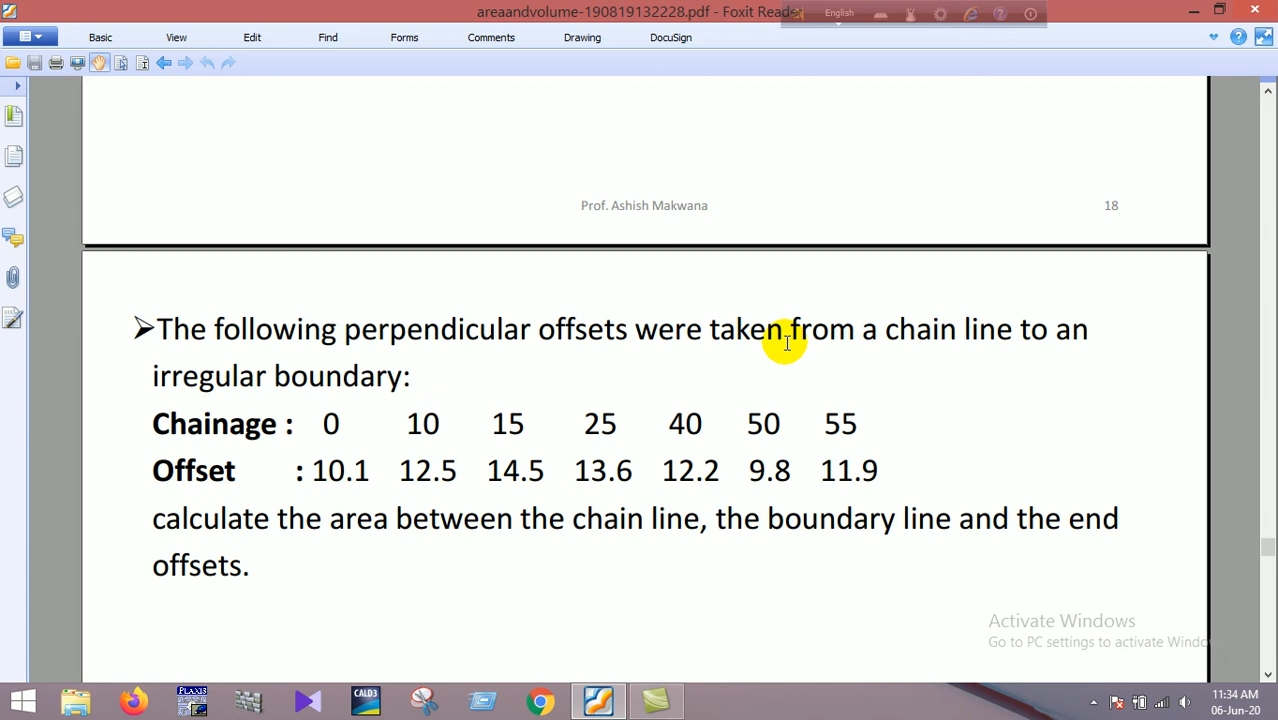 areaandvolume-190819132228.pdf - Foxit Reade
English
Basic View Edit Find Forms Comments Drawing DocuSign
Prof. Ashish Makwana 18
➢The following perpendicular offsets were taken from a chain line to an
irregular boundary:
Chainage : 0 10 15 25 40 50 55
Offset : 10.1 12.5 14.5 13.6 12.2 9.8 11.9
calculate the area between the chain line, the boundary line and the end
offsets.
Activate Windows
Go to PC settings to activate Windows
PLAXIS CALD3
11:34 AM
06-Jun-20